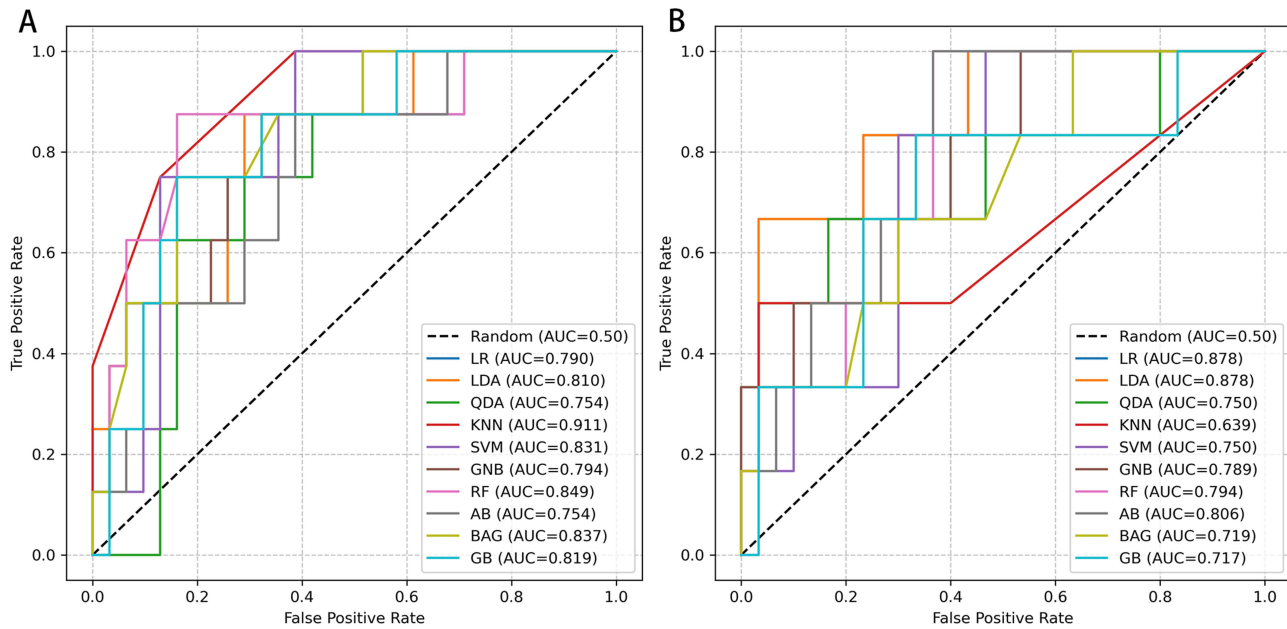 A
True Positive Rate
1.0
0.8
0.6
0.4
0.2
0.0
Random (AUC=0.50)
LR (AUC=0.790)
LDA (AUC=0.810)
QDA (AUC=0.754)
KNN (AUC=0.911)
SVM (AUC=0.831)
GNB (AUC=0.794)
RF (AUC=0.849)
AB (AUC=0.754)
BAG (AUC=0.837)
GB (AUC=0.819)
0.0 0.2 0.4 0.6 0.8 1.0
False Positive Rate
B
True Positive Rate
1.0
0.8
0.6
0.4
0.2
0.0
Random (AUC=0.50)
LR (AUC=0.878)
LDA (AUC=0.878)
QDA (AUC=0.750)
KNN (AUC=0.639)
SVM (AUC=0.750)
GNB (AUC=0.789)
RF (AUC=0.794)
AB (AUC=0.806)
BAG (AUC=0.719)
GB (AUC=0.717)
0.0 0.2 0.4 0.6 0.8 1.0
False Positive Rate